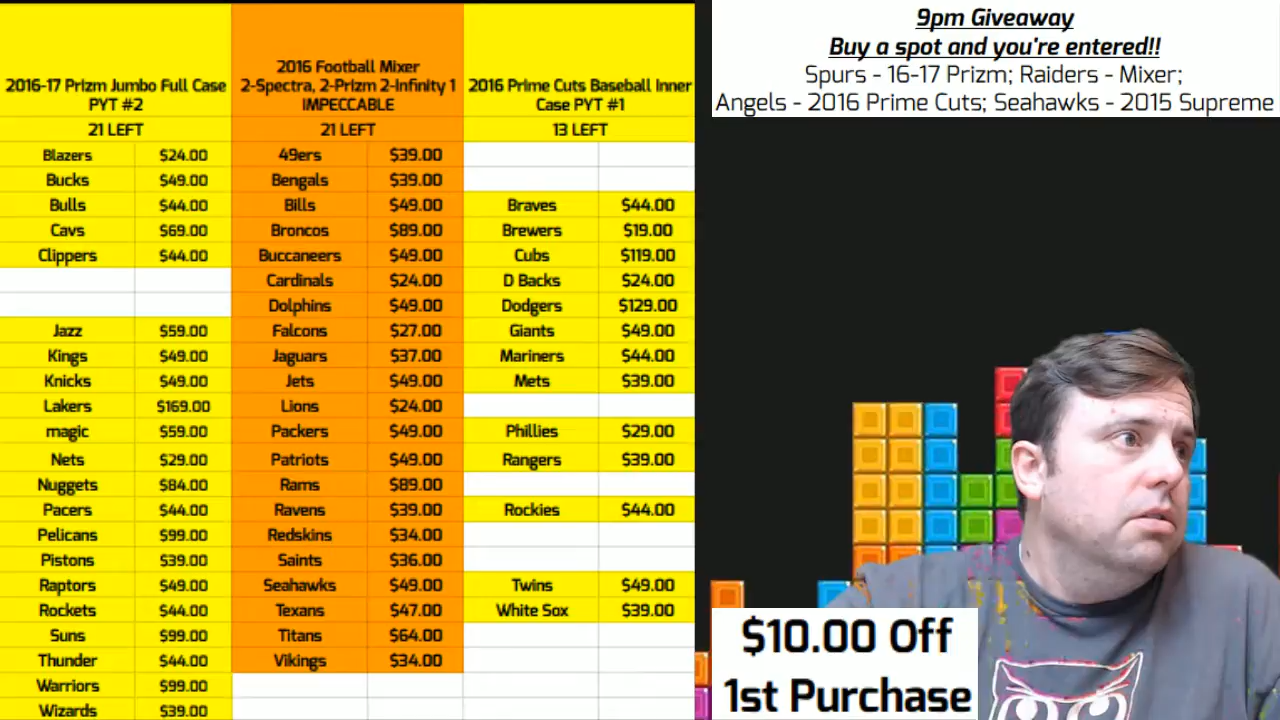 2016-17 Prizm Jumbo Full Case
PYT #2
21 LEFT
Blazers $24.00
Bucks $49.00
Bulls $44.00
Cavs $69.00
Clippers $44.00
Jazz $59.00
Kings $49.00
Knicks $49.00
Lakers $169.00
magic $59.00
Nets $29.00
Nuggets $84.00
Pacers $44.00
Pelicans $99.00
Pistons $39.00
Raptors $49.00
Rockets $44.00
Suns $99.00
Thunder $44.00
Warriors $99.00
Wizards $39.00
2016 Football Mixer
2-Spectra, 2-Prizm 2-Infinity 1
IMPECCABLE
21 LEFT
49ers $39.00
Bengals $39.00
Bills $49.00
Broncos $89.00
Buccaneers $49.00
Cardinals $24.00
Dolphins $49.00
Falcons $27.00
Jaguars $37.00
Jets $49.00
Lions $24.00
Packers $49.00
Patriots $49.00
Rams $89.00
Ravens $39.00
Redskins $34.00
Saints $36.00
Seahawks $49.00
Texans $47.00
Titans $64.00
Vikings $34.00
2016 Prime Cuts Baseball Inner
Case PYT #1
13 LEFT
Braves $44.00
Brewers $19.00
Cubs $119.00
D Backs $24.00
Dodgers $129.00
Giants $49.00
Mariners $44.00
Mets $39.00
Phillies $29.00
Rangers $39.00
Rockies $44.00
Twins $49.00
White Sox $39.00
9pm Giveaway
Buy a spot and you're entered!!
Spurs - 16-17 Prizm; Raiders - Mixer;
Angels - 2016 Prime Cuts; Seahawks - 2015 Supreme
$10.00 Off
1st Purchase